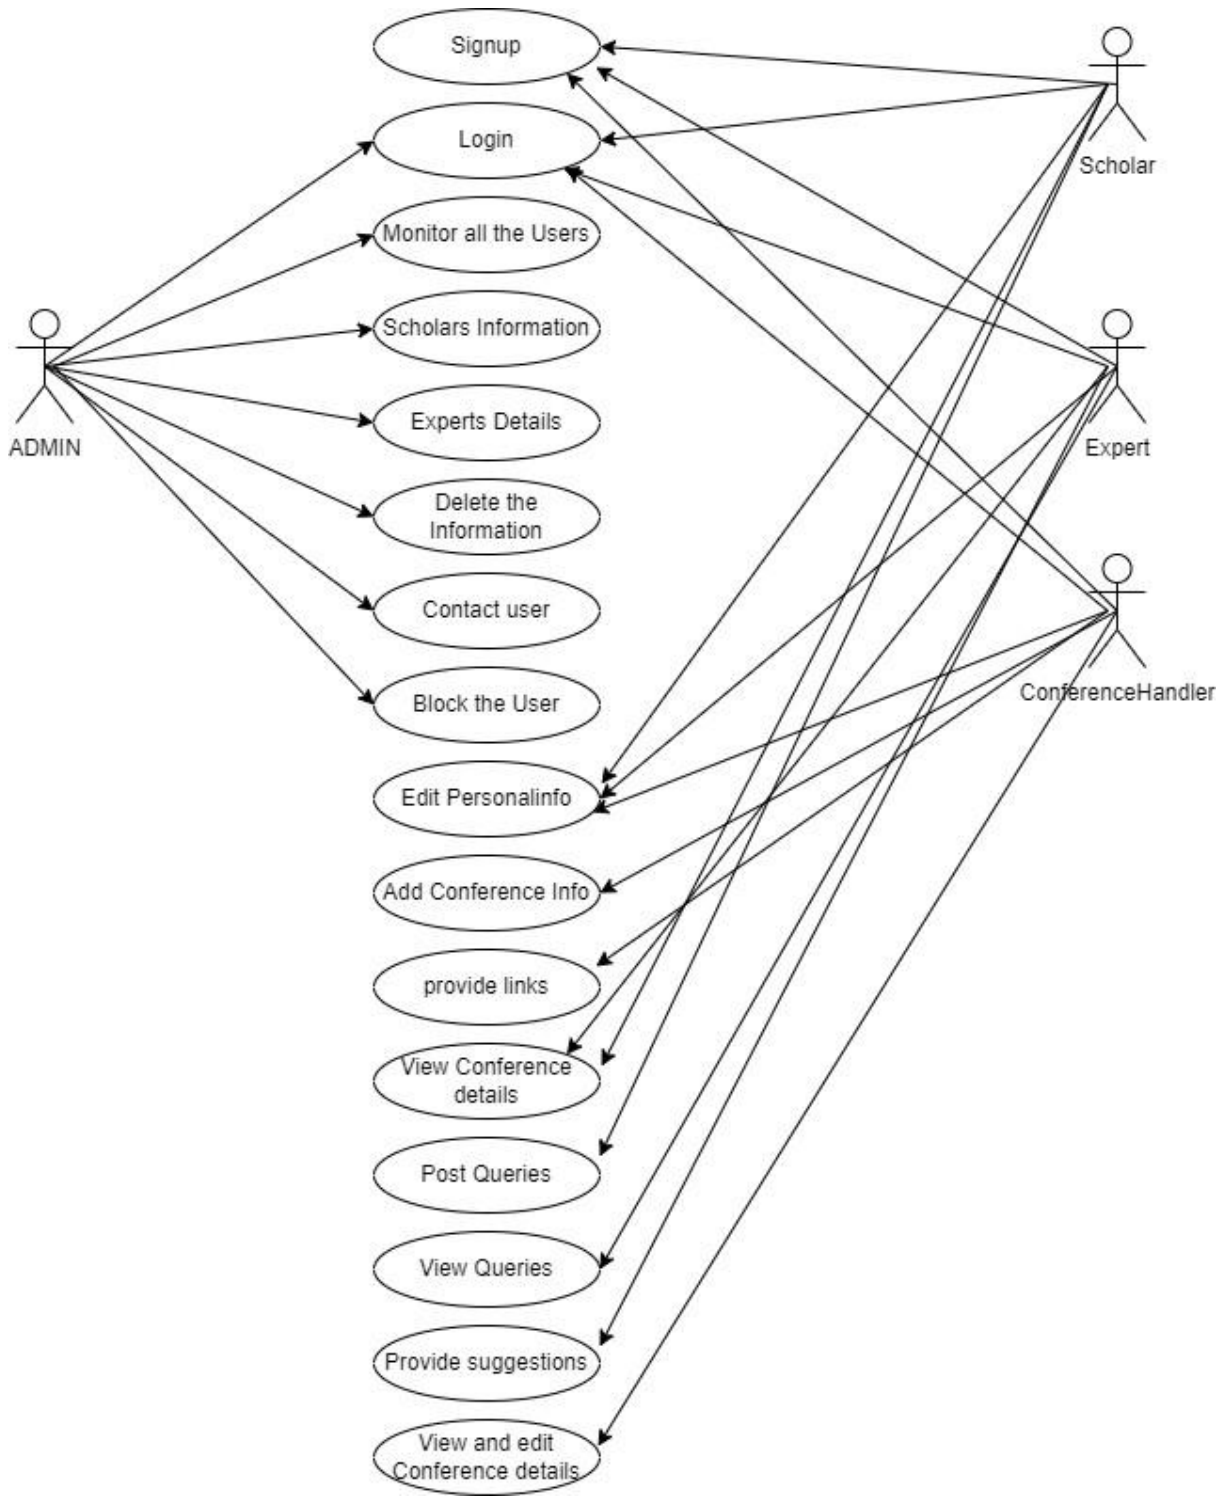 Signup
Scholar
Login
Monitor all the Users
Scholars Information
ADMIN
Experts Details
Expert
Delete the
Information
Contact user
Block the User
ConferenceHandler
Edit Personalinfo
Add Conference Info
provide links
View Conference
details
Post Queries
View Queries
Provide suggestions
View and edit
Conference details